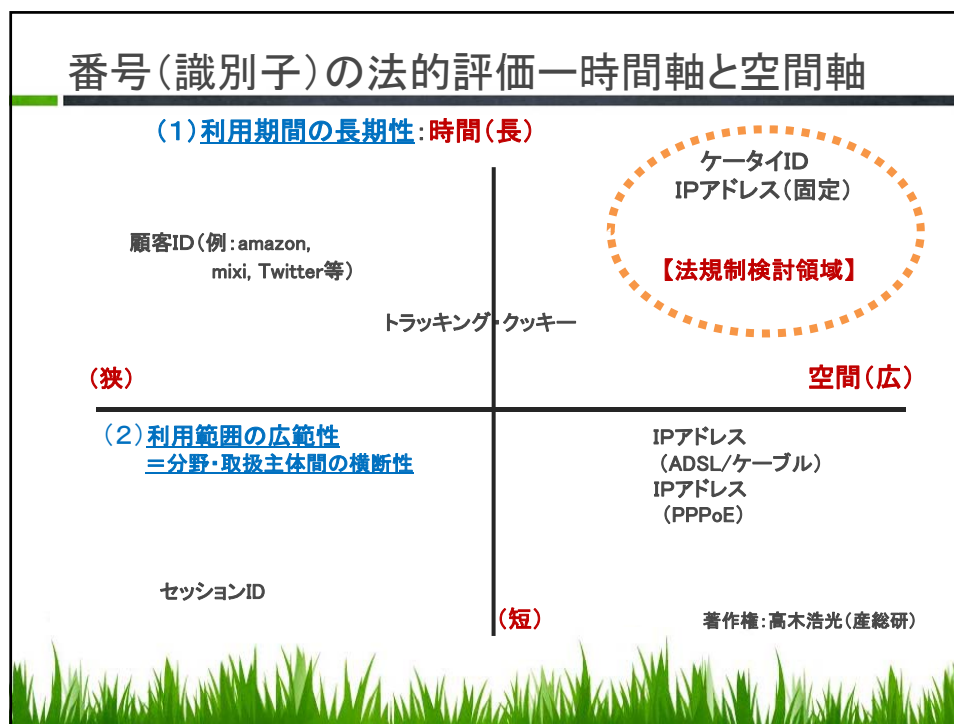 番号(識別子)の法的評価―時間軸と空間軸
(1)利用期間の長期性:時間(長)
ケータイID
IPアドレス(固定)
顧客ID(例:amazon,
mixi, Twitter等)
【法規制検討領域】
トラッキング・クッキー
(狭)
空間(広)
(2)利用範囲の広範性
=分野・取扱主体間の横断性
IPアドレス
(ADSL/ケーブル)
IPアドレス
(PPPoE)
セッションID
(短)
著作権:高木浩光(産総研)